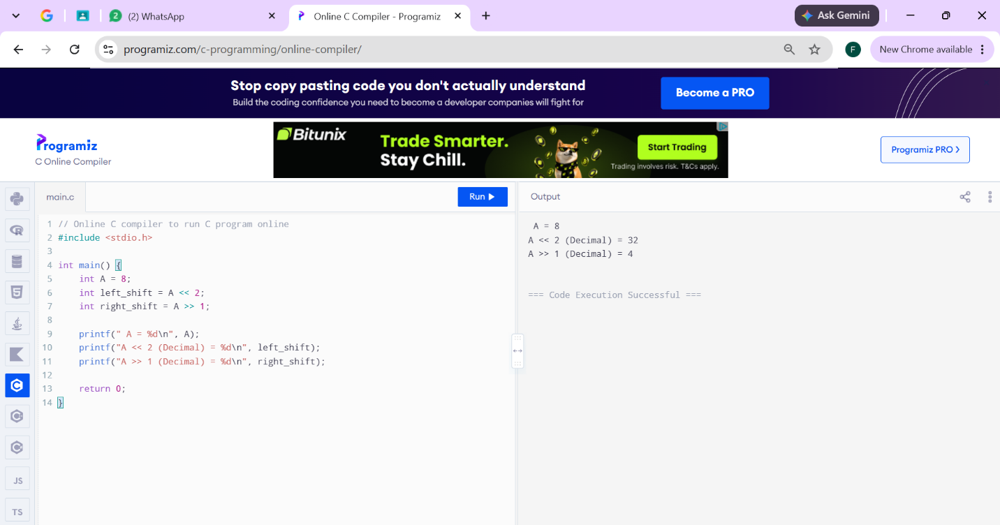 (2) WhatsApp
Online C Compiler - Programiz
Ask Gemini
programiz.com/c-programming/online-compiler/
F
New Chrome available
Stop copy pasting code you don't actually understand
Build the coding confidence you need to become a developer companies will fight for
Become a PRO
Programiz
C Online Compiler
Bitunix
Trade Smarter.
Stay Chill.
Start Trading
Trading involves risk. T&Cs apply.
Programiz PRO >
main.c
Run
Output
1 // Online C compiler to run C program online
2 #include <stdio.h>
3
4 int main() {
5     int A = 8;
6     int left_shift = A << 2;
7     int right_shift = A >> 1;
8
9     printf(" A = %d\n", A);
10     printf("A << 2 (Decimal) = %d\n", left_shift);
11     printf("A >> 1 (Decimal) = %d\n", right_shift);
12
13     return 0;
14 }
 A = 8
A << 2 (Decimal) = 32
A >> 1 (Decimal) = 4
=== Code Execution Successful ===
JS
TS